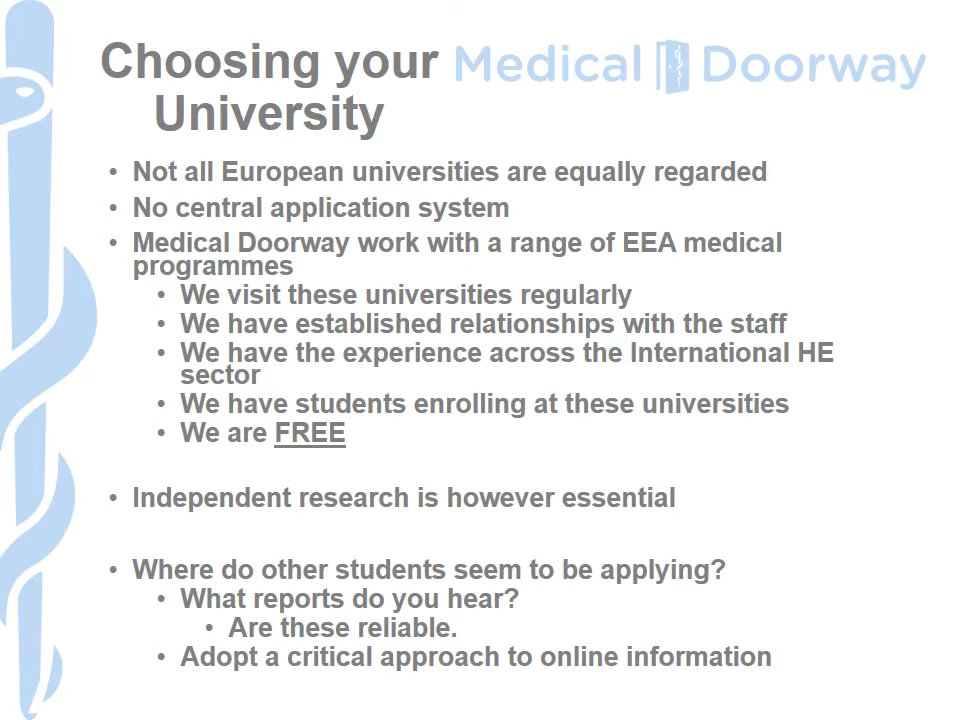 Choosing your
University
Medical Doorway
• Not all European universities are equally regarded
• No central application system
• Medical Doorway work with a range of EEA medical
programmes
• We visit these universities regularly
• We have established relationships with the staff
• We have the experience across the International HE
sector
• We have students enrolling at these universities
• We are FREE
• Independent research is however essential
• Where do other students seem to be applying?
• What reports do you hear?
• Are these reliable.
• Adopt a critical approach to online information